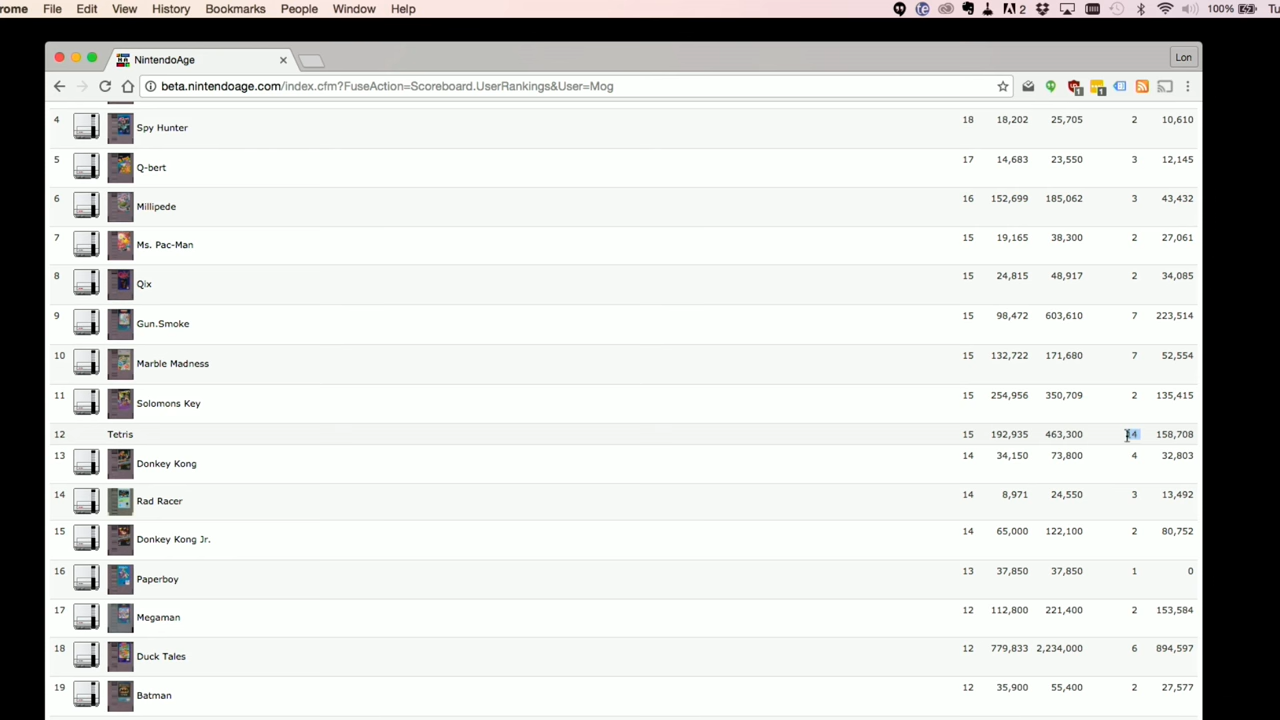 rome File Edit View History Bookmarks People Window Help 2 100% Tu
NintendoAge Lon
beta.nintendoage.com/index.cfm?FuseAction=Scoreboard.UserRankings&User=Mog 1 1
4 Spy Hunter 18 18,202 25,705 2 10,610
5 Q-bert 17 14,683 23,550 3 12,145
6 Millipede 16 152,699 185,062 3 43,432
7 Ms. Pac-Man 15 19,165 38,300 2 27,061
8 Qix 15 24,815 48,917 2 34,085
9 Gun.Smoke 15 98,472 603,610 7 223,514
10 Marble Madness 15 132,722 171,680 7 52,554
11 Solomons Key 15 254,956 350,709 2 135,415
12 Tetris 15 192,935 463,300 158,708
13 Donkey Kong 14 34,150 73,800 4 32,803
14 Rad Racer 14 8,971 24,550 3 13,492
15 Donkey Kong Jr. 14 65,000 122,100 2 80,752
16 Paperboy 13 37,850 37,850 1 0
17 Megaman 12 112,800 221,400 2 153,584
18 Duck Tales 12 779,833 2,234,000 6 894,597
19 Batman 12 35,900 55,400 2 27,577